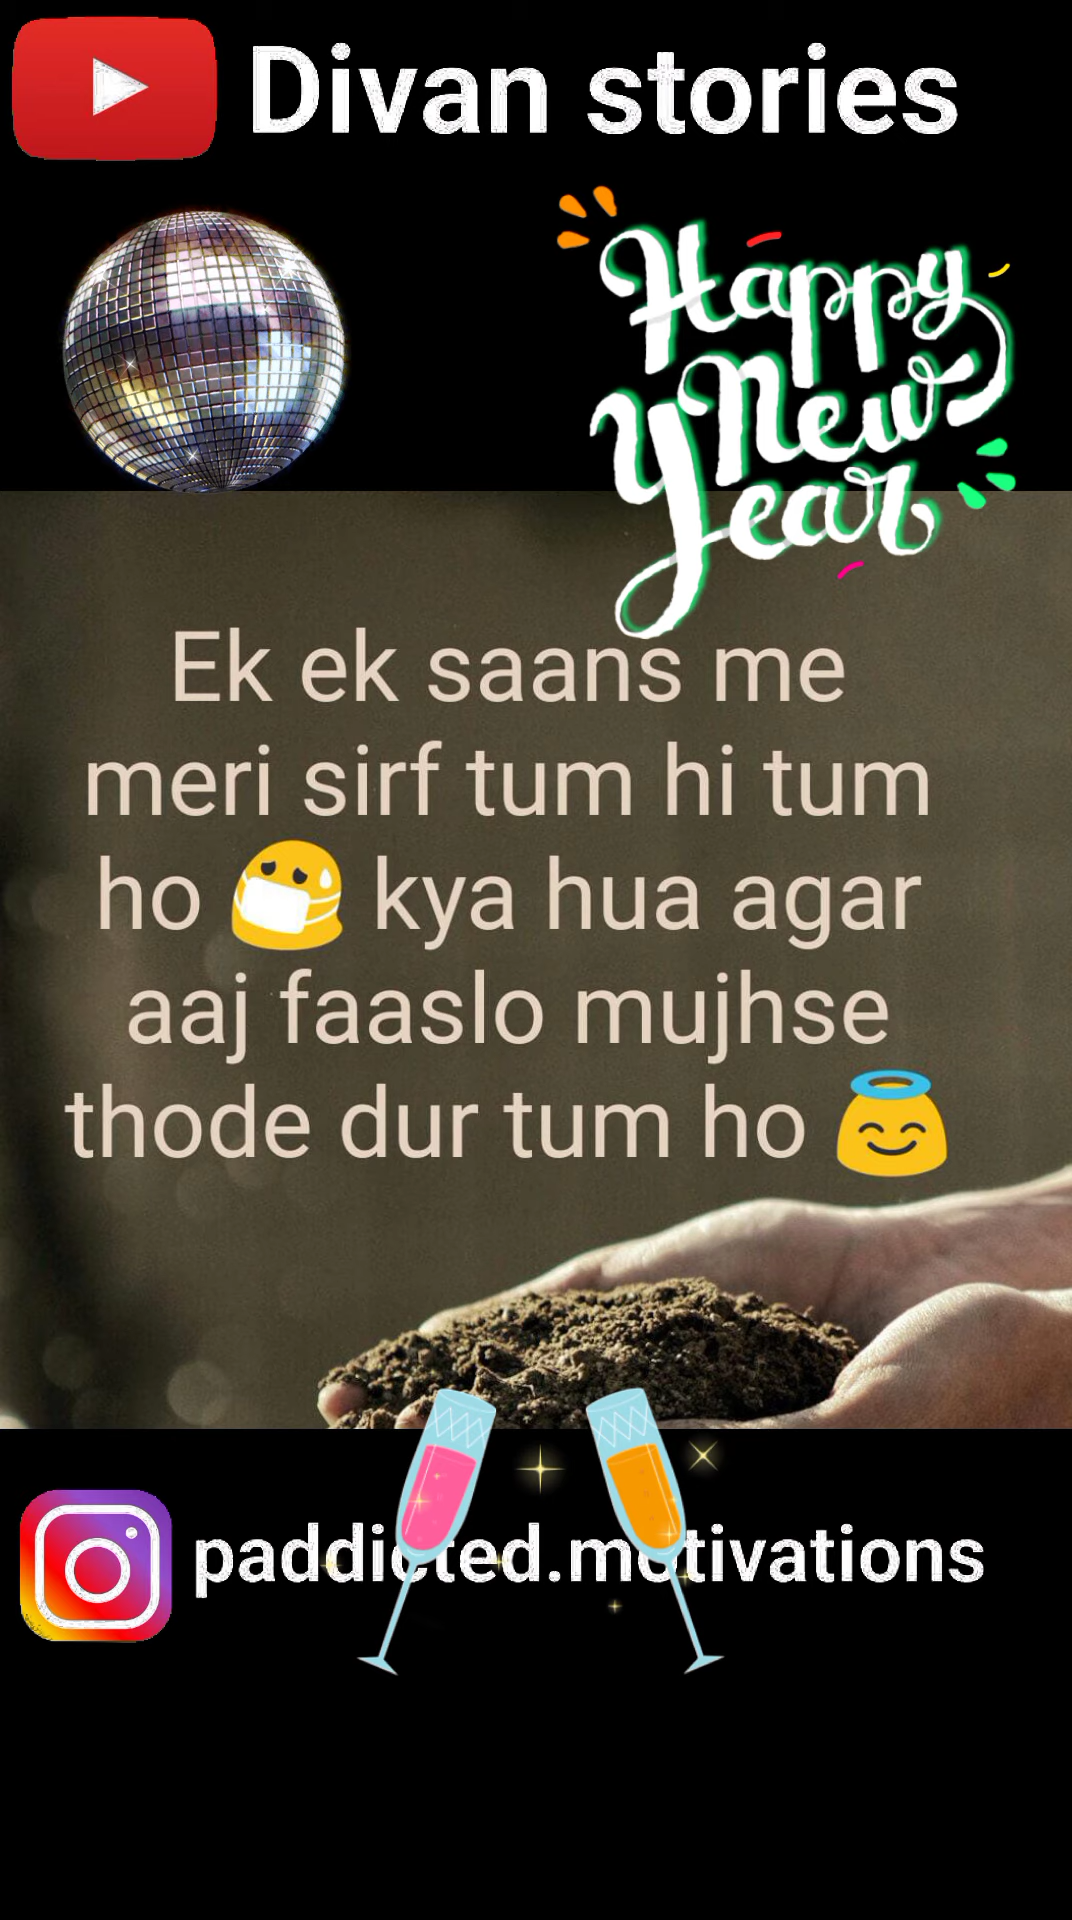 Divan stories
Happy
New
Year
Ek ek saans me
meri sirf tum hi tum
ho 😷 kya hua agar
aaj faaslo mujhse
thode dur tum ho 😇
paddicted.motivations